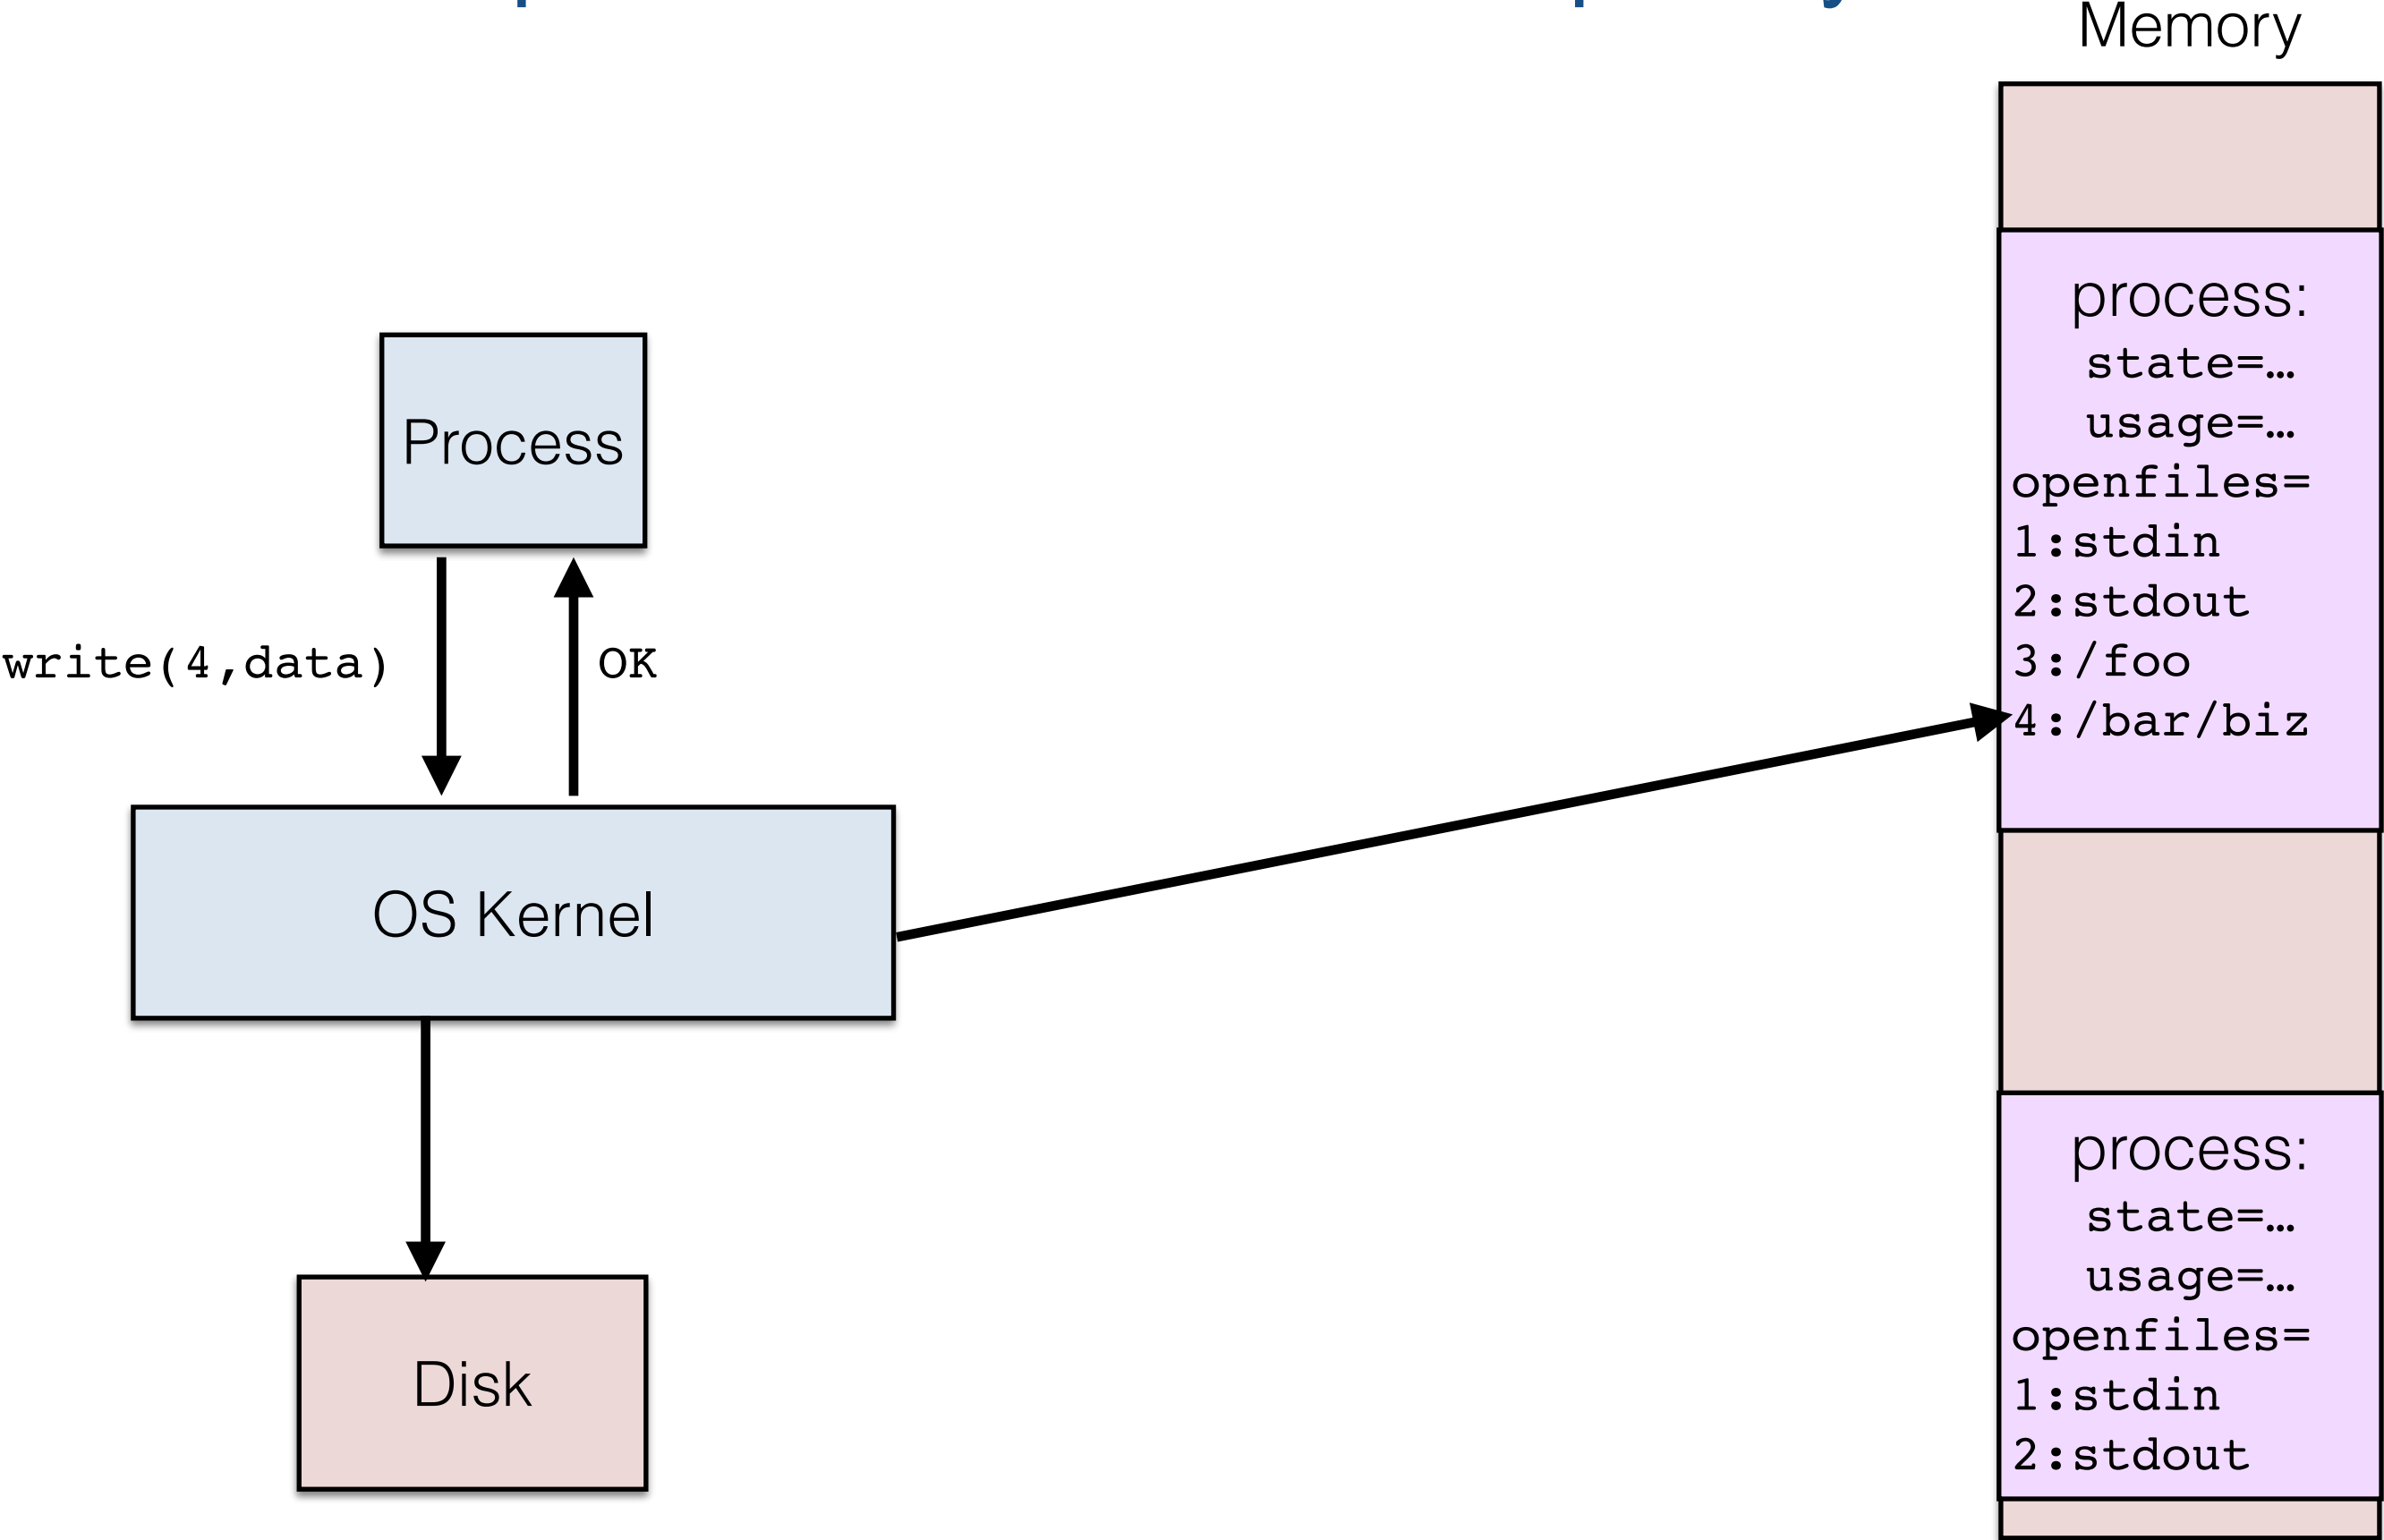 Memory
process:
state=…
usage=…
openfiles=
1:stdin
2:stdout
3:/foo
4:/bar/biz
Process
write(4,data)
ok
OS Kernel
Disk
process:
state=…
usage=…
openfiles=
1:stdin
2:stdout